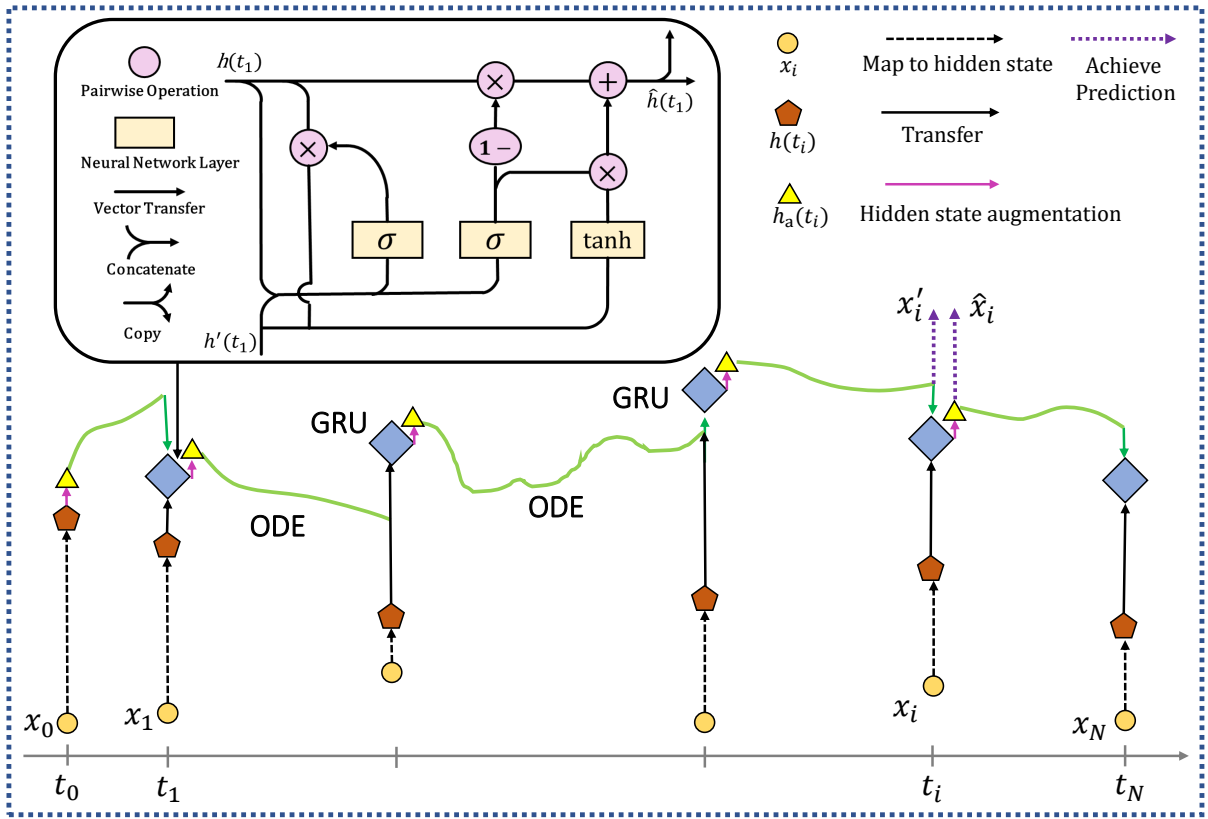 Pairwise Operation
Neural Network Layer
Vector Transfer
Concatenate
Copy
h(t₁)
× +
ĥ(t₁)
×
1 −
×
σ σ tanh
h′(t₁)
xᵢ
Map to hidden state
Achieve
Prediction
h(tᵢ)
Transfer
hₐ(tᵢ)
Hidden state augmentation
x′ᵢ x̂ᵢ
GRU
GRU
ODE
ODE
x₀ x₁ xᵢ x_N
t₀ t₁ tᵢ t_N